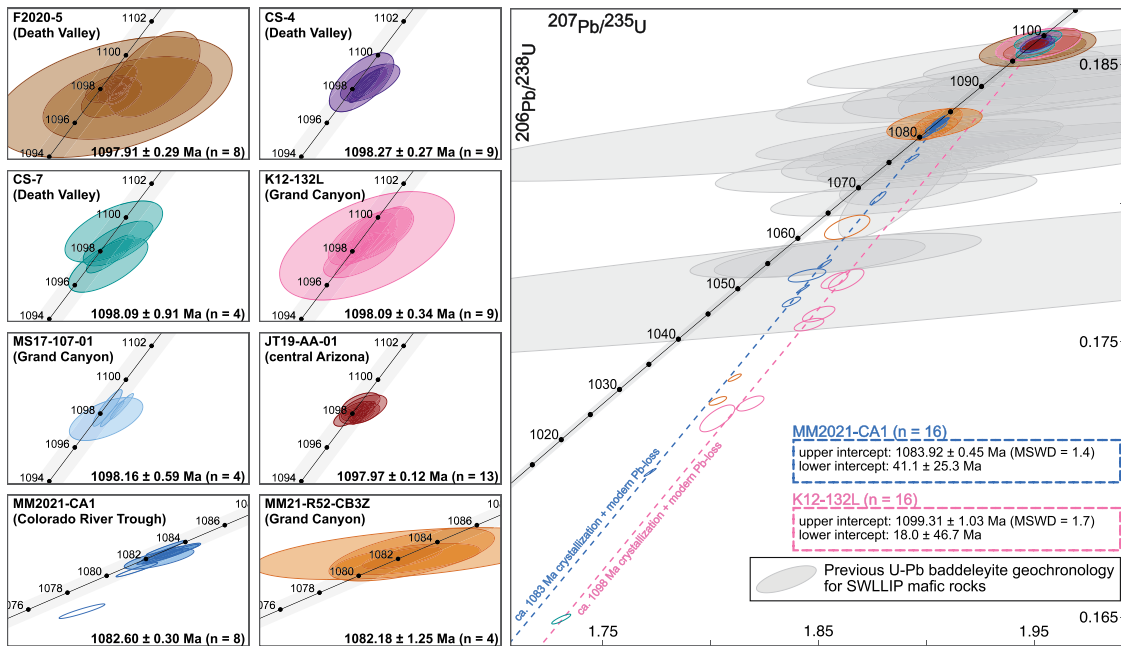 F2020-5
(Death Valley)
1102
1100
1098
1096
1094
1097.91 ± 0.29 Ma (n = 8)
CS-4
(Death Valley)
1102
1100
1098
1096
1094
1098.27 ± 0.27 Ma (n = 9)
CS-7
(Death Valley)
1102
1100
1098
1096
1094
1098.09 ± 0.91 Ma (n = 4)
K12-132L
(Grand Canyon)
1102
1100
1098
1096
1094
1098.09 ± 0.34 Ma (n = 9)
MS17-107-01
(Grand Canyon)
1102
1100
1098
1096
1094
1098.16 ± 0.59 Ma (n = 4)
JT19-AA-01
(central Arizona)
1102
1100
1098
1096
1094
1097.97 ± 0.12 Ma (n = 13)
MM2021-CA1
(Colorado River Trough)
1086
1084
1082
1080
1078
076
1082.60 ± 0.30 Ma (n = 8)
MM21-R52-CB3Z
(Grand Canyon)
10
1086
1084
1082
1080
1082.18 ± 1.25 Ma (n = 4)
207Pb/235U
206Pb/238U
1100
1090
1080
1070
1060
1050
1040
1030
1020
0.185
0.175
0.165
1.75
1.85
1.95
ca. 1083 Ma crystallization + modern Pb-loss
ca. 1098 Ma crystallization + modern Pb-loss
MM2021-CA1 (n = 16)
upper intercept: 1083.92 ± 0.45 Ma (MSWD = 1.4)
lower intercept: 41.1 ± 25.3 Ma
K12-132L (n = 16)
upper intercept: 1099.31 ± 1.03 Ma (MSWD = 1.7)
lower intercept: 18.0 ± 46.7 Ma
Previous U-Pb baddeleyite geochronology
for SWLLIP mafic rocks